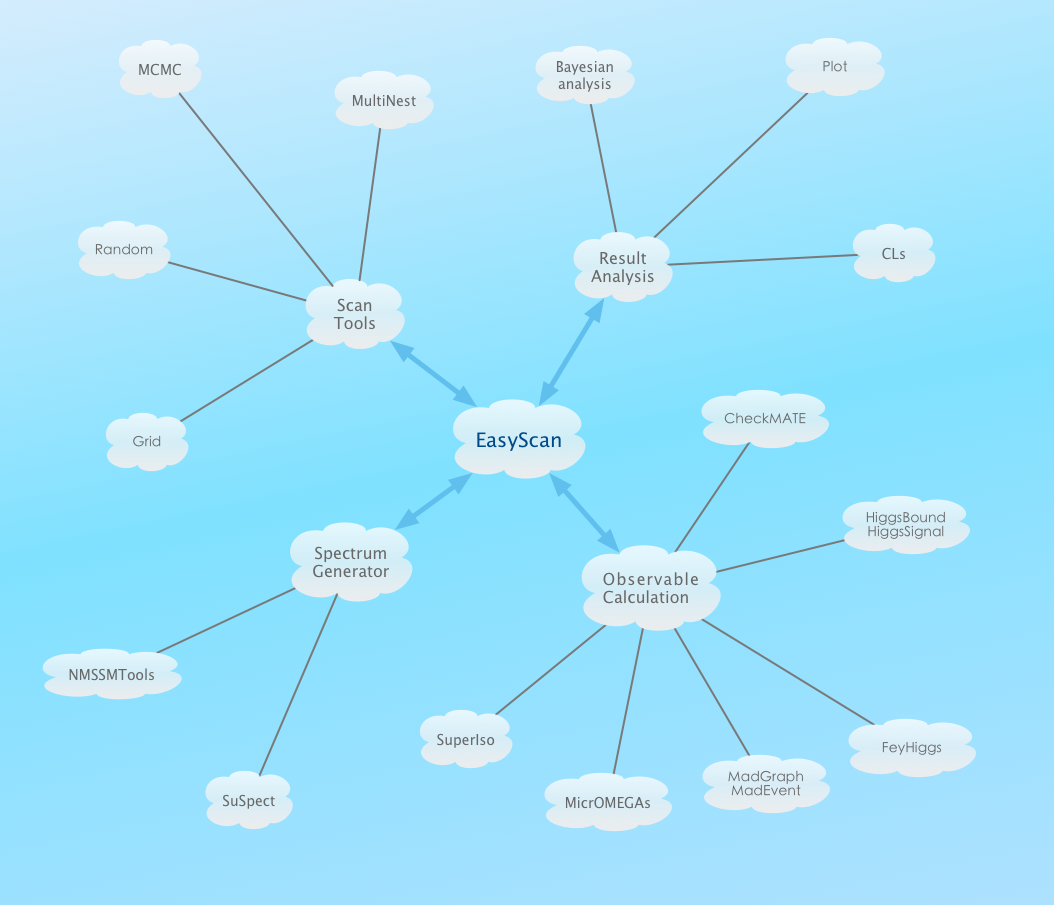 MCMC
MultiNest
Bayesian
analysis
Plot
Random
Scan
Tools
Result
Analysis
CLs
Grid
EasyScan
CheckMATE
Spectrum
Generator
HiggsBound
HiggsSignal
Observable
Calculation
NMSSMTools
SuSpect
SuperIso
MicrOMEGAs
MadGraph
MadEvent
FeyHiggs